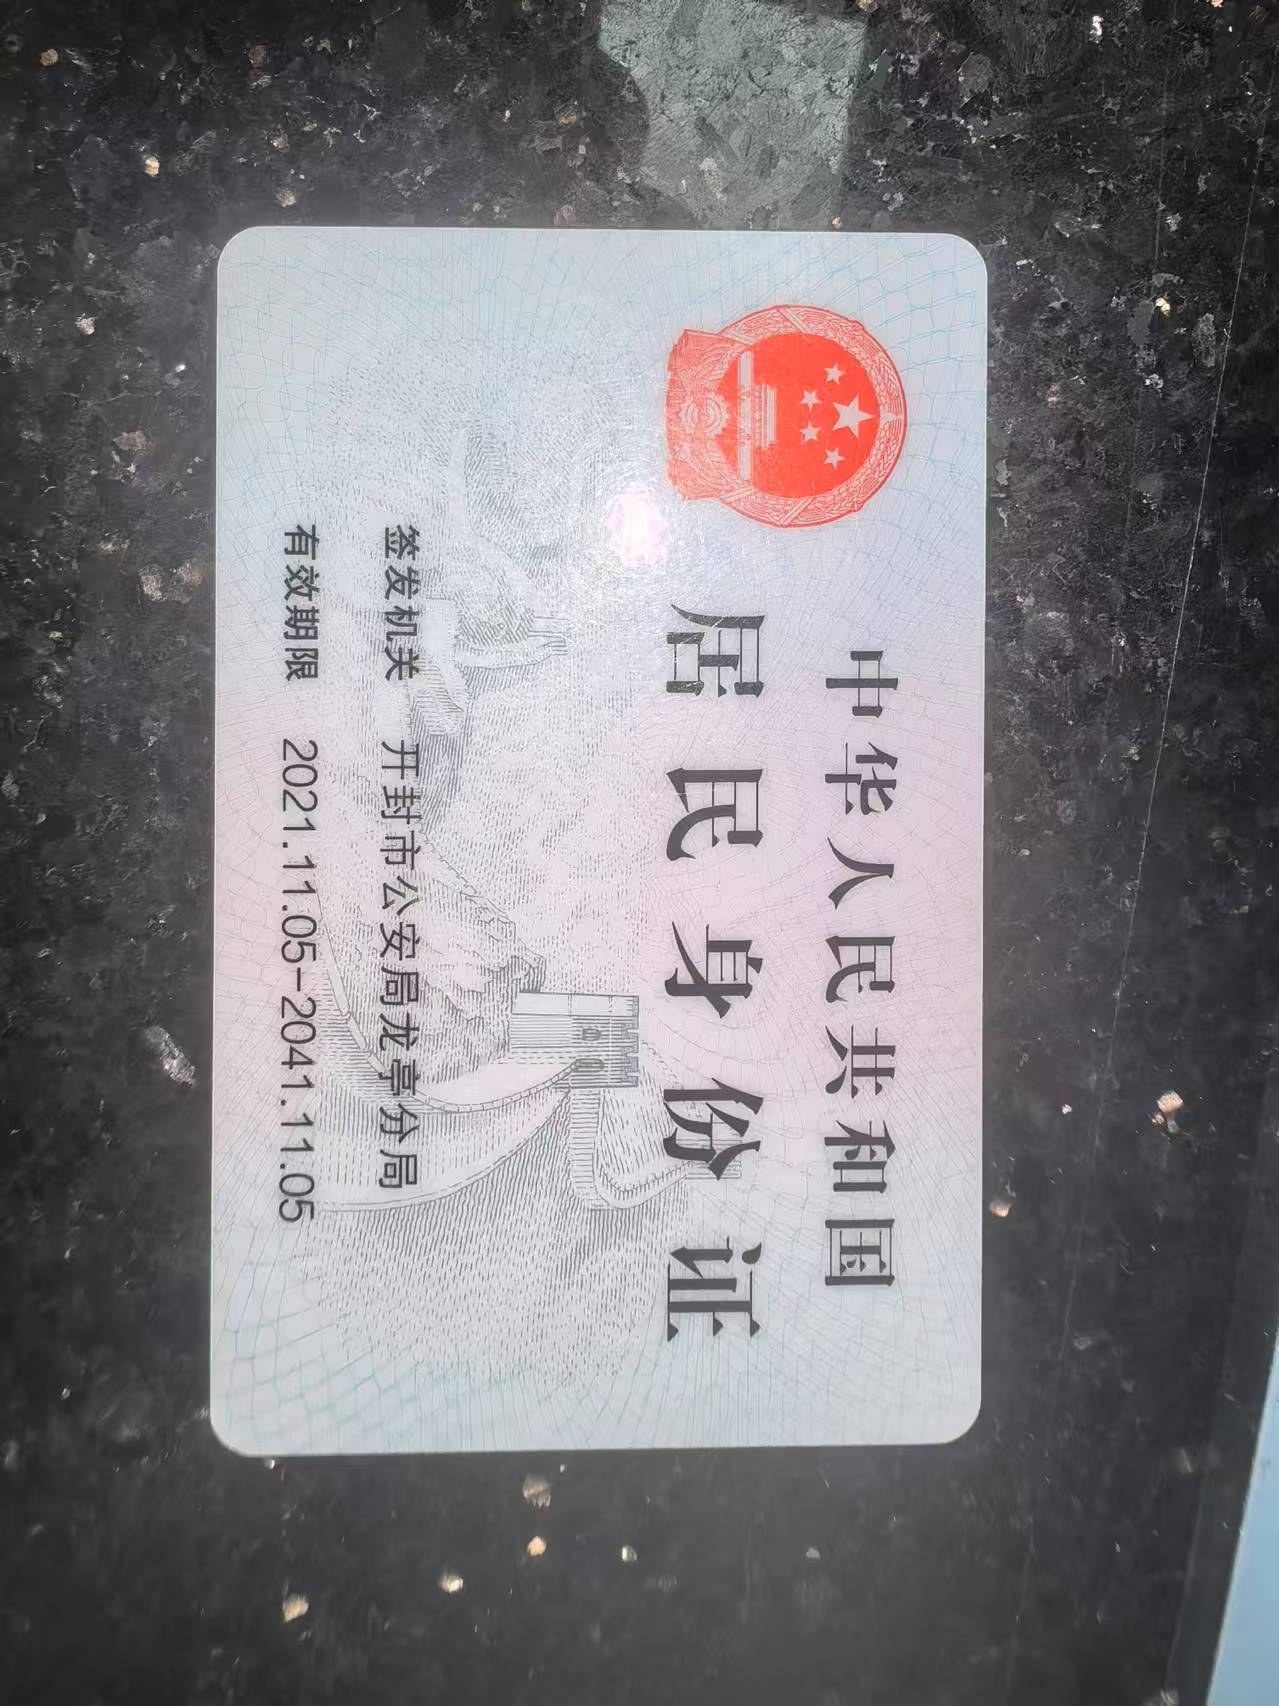 中华人民共和国
居民身份证
签发机关 开封市公安局龙亭分局
有效期限 2021.11.05-2041.11.05